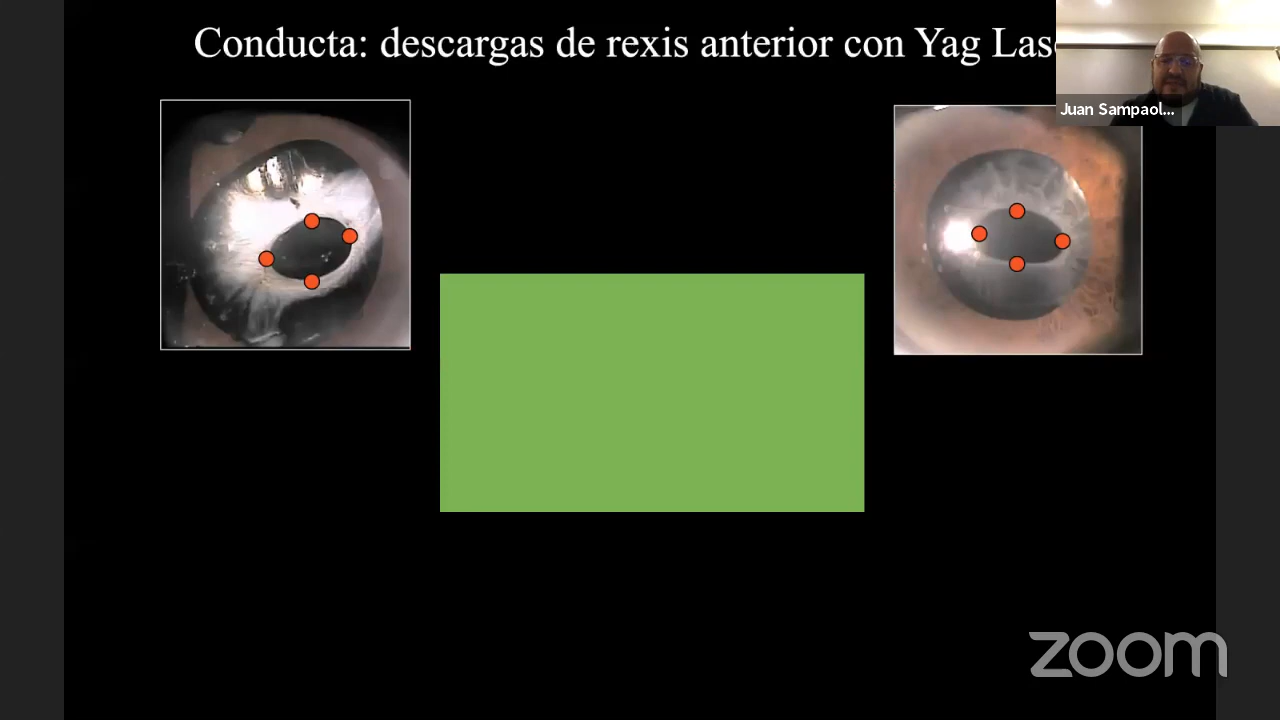 Conducta: descargas de rexis anterior con Yag Las
Juan Sampaol...
zoom